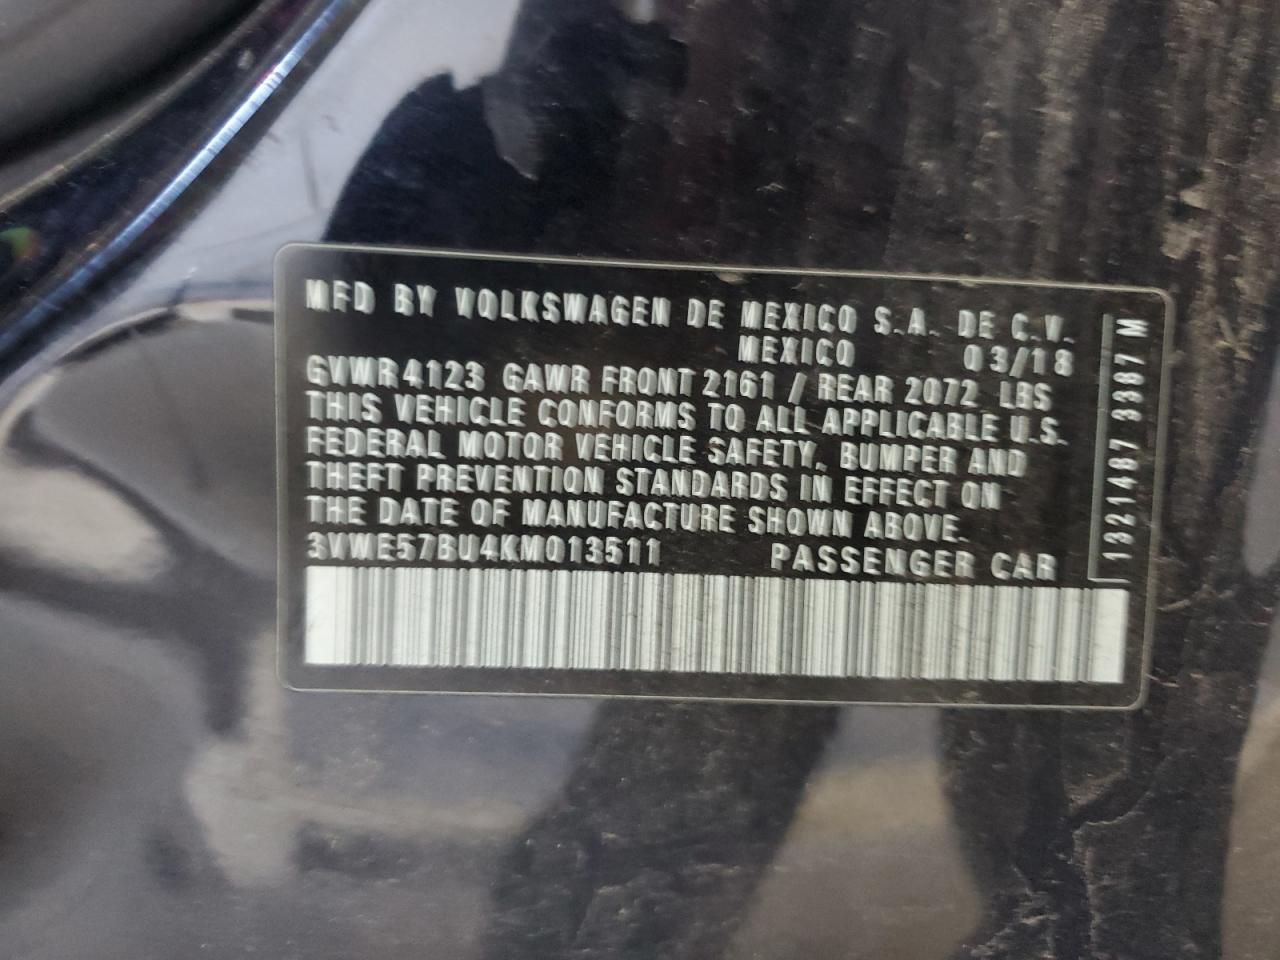 MFD BY VOLKSWAGEN DE MEXICO S.A. DE C.V.
MEXICO 03/18
GVWR 4123 GAWR FRONT 2161 / REAR 2072 LBS
THIS VEHICLE CONFORMS TO ALL APPLICABLE U.S.
FEDERAL MOTOR VEHICLE SAFETY, BUMPER AND
THEFT PREVENTION STANDARDS IN EFFECT ON
THE DATE OF MANUFACTURE SHOWN ABOVE.
3VWE57BU4KM013511 PASSENGER CAR
1321487 3387 M